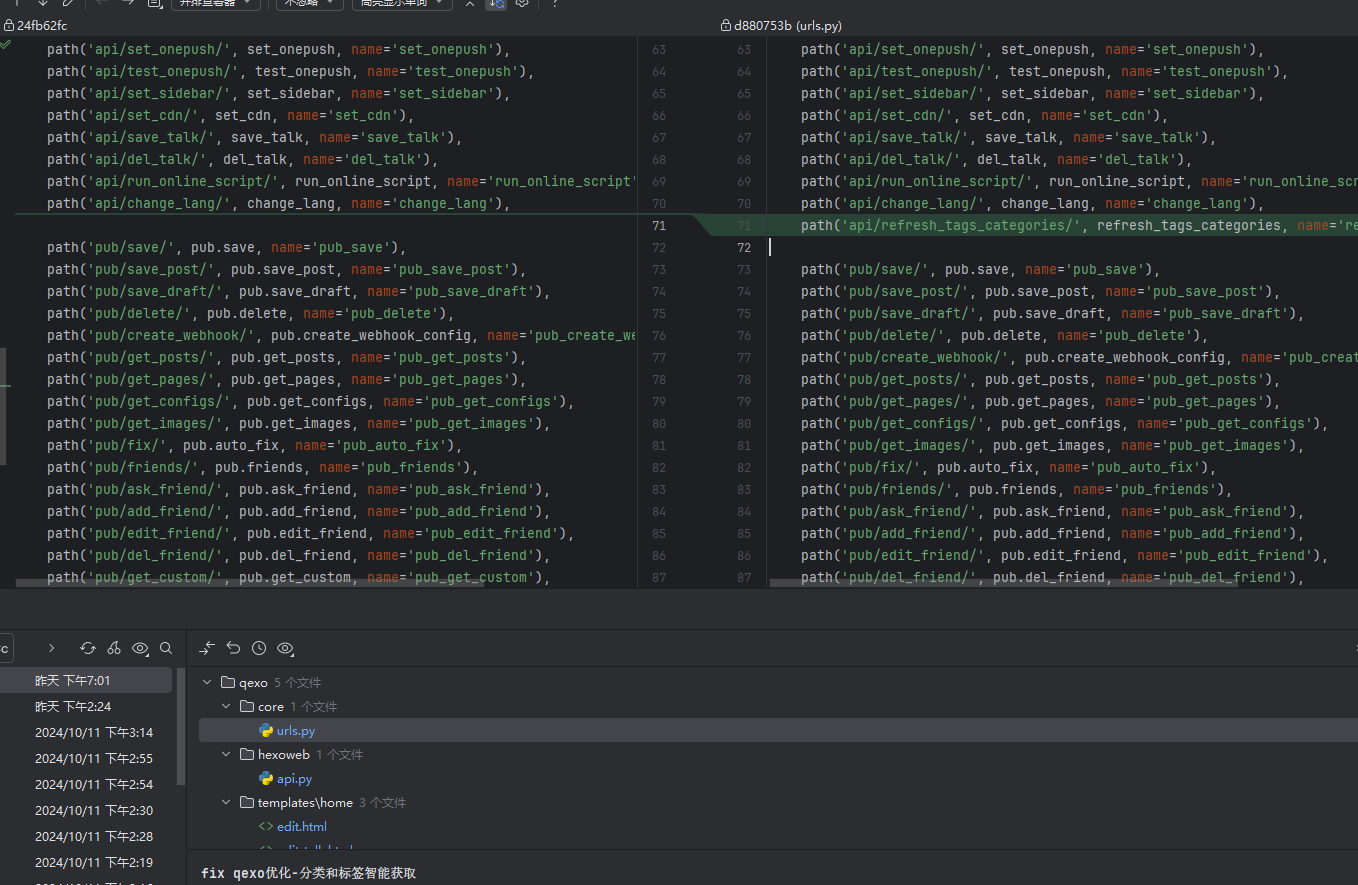 并排查看器 不忽略 高亮显示单词 ?
24fb62fc d880753b (urls.py)
path('api/set_onepush/', set_onepush, name='set_onepush'), 63 63 path('api/set_onepush/', set_onepush, name='set_onepush'),
path('api/test_onepush/', test_onepush, name='test_onepush'), 64 64 path('api/test_onepush/', test_onepush, name='test_onepush'),
path('api/set_sidebar/', set_sidebar, name='set_sidebar'), 65 65 path('api/set_sidebar/', set_sidebar, name='set_sidebar'),
path('api/set_cdn/', set_cdn, name='set_cdn'), 66 66 path('api/set_cdn/', set_cdn, name='set_cdn'),
path('api/save_talk/', save_talk, name='save_talk'), 67 67 path('api/save_talk/', save_talk, name='save_talk'),
path('api/del_talk/', del_talk, name='del_talk'), 68 68 path('api/del_talk/', del_talk, name='del_talk'),
path('api/run_online_script/', run_online_script, name='run_online_script' 69 69 path('api/run_online_script/', run_online_script, name='run_online_scr
path('api/change_lang/', change_lang, name='change_lang'), 70 70 path('api/change_lang/', change_lang, name='change_lang'),
71 71 path('api/refresh_tags_categories/', refresh_tags_categories, name='re
path('pub/save/', pub.save, name='pub_save'), 72 72
path('pub/save_post/', pub.save_post, name='pub_save_post'), 73 73 path('pub/save/', pub.save, name='pub_save'),
path('pub/save_draft/', pub.save_draft, name='pub_save_draft'), 74 74 path('pub/save_post/', pub.save_post, name='pub_save_post'),
path('pub/delete/', pub.delete, name='pub_delete'), 75 75 path('pub/save_draft/', pub.save_draft, name='pub_save_draft'),
path('pub/create_webhook/', pub.create_webhook_config, name='pub_create_we 76 76 path('pub/delete/', pub.delete, name='pub_delete'),
path('pub/get_posts/', pub.get_posts, name='pub_get_posts'), 77 77 path('pub/create_webhook/', pub.create_webhook_config, name='pub_creat
path('pub/get_pages/', pub.get_pages, name='pub_get_pages'), 78 78 path('pub/get_posts/', pub.get_posts, name='pub_get_posts'),
path('pub/get_configs/', pub.get_configs, name='pub_get_configs'), 79 79 path('pub/get_pages/', pub.get_pages, name='pub_get_pages'),
path('pub/get_images/', pub.get_images, name='pub_get_images'), 80 80 path('pub/get_configs/', pub.get_configs, name='pub_get_configs'),
path('pub/fix/', pub.auto_fix, name='pub_auto_fix'), 81 81 path('pub/get_images/', pub.get_images, name='pub_get_images'),
path('pub/friends/', pub.friends, name='pub_friends'), 82 82 path('pub/fix/', pub.auto_fix, name='pub_auto_fix'),
path('pub/ask_friend/', pub.ask_friend, name='pub_ask_friend'), 83 83 path('pub/friends/', pub.friends, name='pub_friends'),
path('pub/add_friend/', pub.add_friend, name='pub_add_friend'), 84 84 path('pub/ask_friend/', pub.ask_friend, name='pub_ask_friend'),
path('pub/edit_friend/', pub.edit_friend, name='pub_edit_friend'), 85 85 path('pub/add_friend/', pub.add_friend, name='pub_add_friend'),
path('pub/del_friend/', pub.del_friend, name='pub_del_friend'), 86 86 path('pub/edit_friend/', pub.edit_friend, name='pub_edit_friend'),
path('pub/get_custom/', pub.get_custom, name='pub_get_custom'), 87 87 path('pub/del_friend/', pub.del_friend, name='pub_del_friend'),
昨天 下午7:01
昨天 下午2:24
2024/10/11 下午3:14
2024/10/11 下午2:55
2024/10/11 下午2:54
2024/10/11 下午2:30
2024/10/11 下午2:28
2024/10/11 下午2:19
qexo 5 个文件
core 1 个文件
urls.py
hexoweb 1 个文件
api.py
templates\home 3 个文件
edit.html
fix qexo优化-分类和标签智能获取